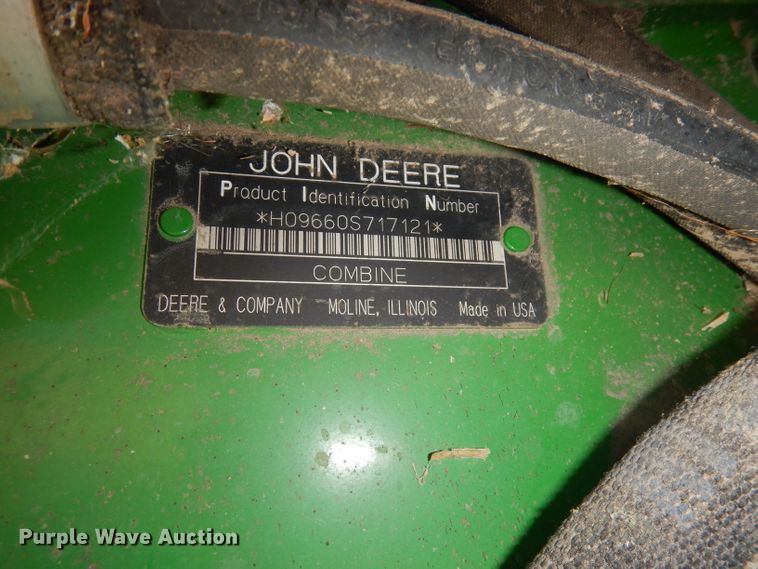 JOHN DEERE
Product Identification Number
*H09660S717121*
COMBINE
DEERE & COMPANY MOLINE, ILLINOIS Made in USA
Purple Wave Auction